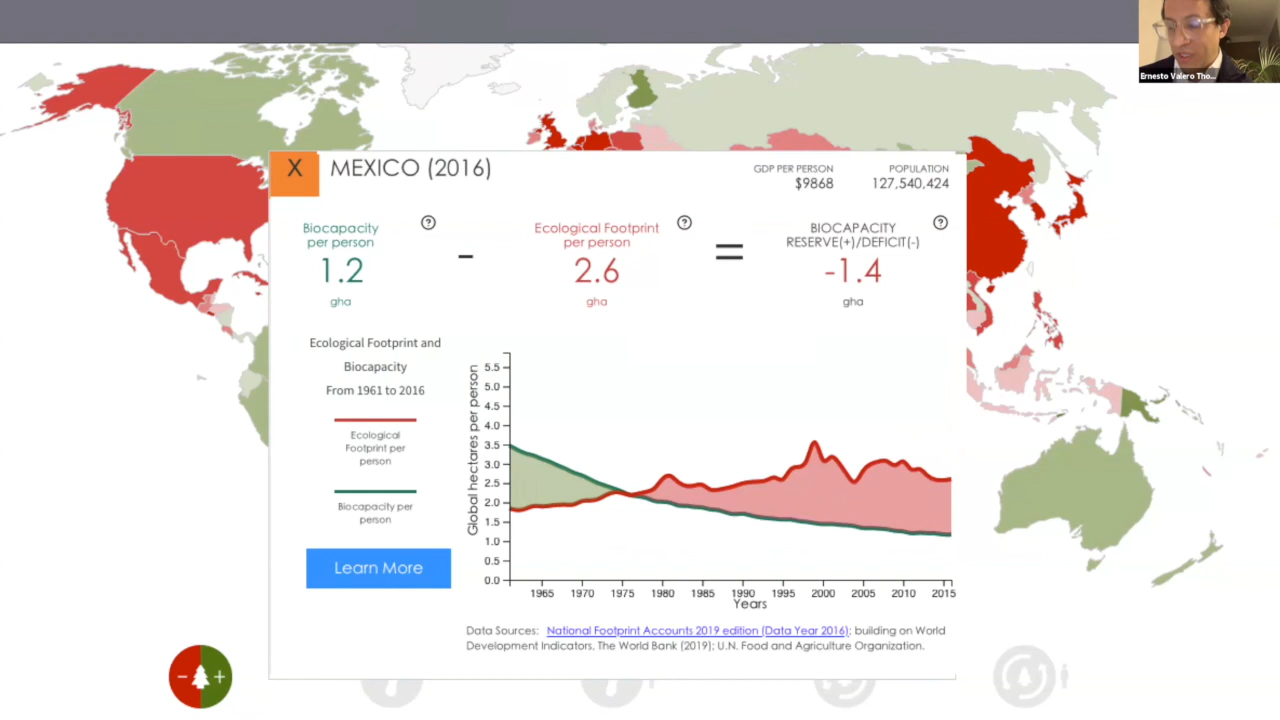 Ernesto Valero Tho...
X
MEXICO (2016)
GDP PER PERSON
$9868
POPULATION
127,540,424
Biocapacity
per person
?
1.2
gha
-
Ecological Footprint
per person
?
2.6
gha
=
BIOCAPACITY
RESERVE(+)/DEFICIT(-)
?
-1.4
gha
Ecological Footprint and
Biocapacity
From 1961 to 2016
Ecological
Footprint per
person
Biocapacity per
person
Learn More
Global hectares per person
5.5
5.0
4.5
4.0
3.5
3.0
2.5
2.0
1.5
1.0
0.5
0.0
1965 1970 1975 1980 1985 1990 1995 2000 2005 2010 2015
Years
Data Sources: National Footprint Accounts 2019 edition (Data Year 2016); building on World
Development Indicators, The World Bank (2019); U.N. Food and Agriculture Organization.
- +